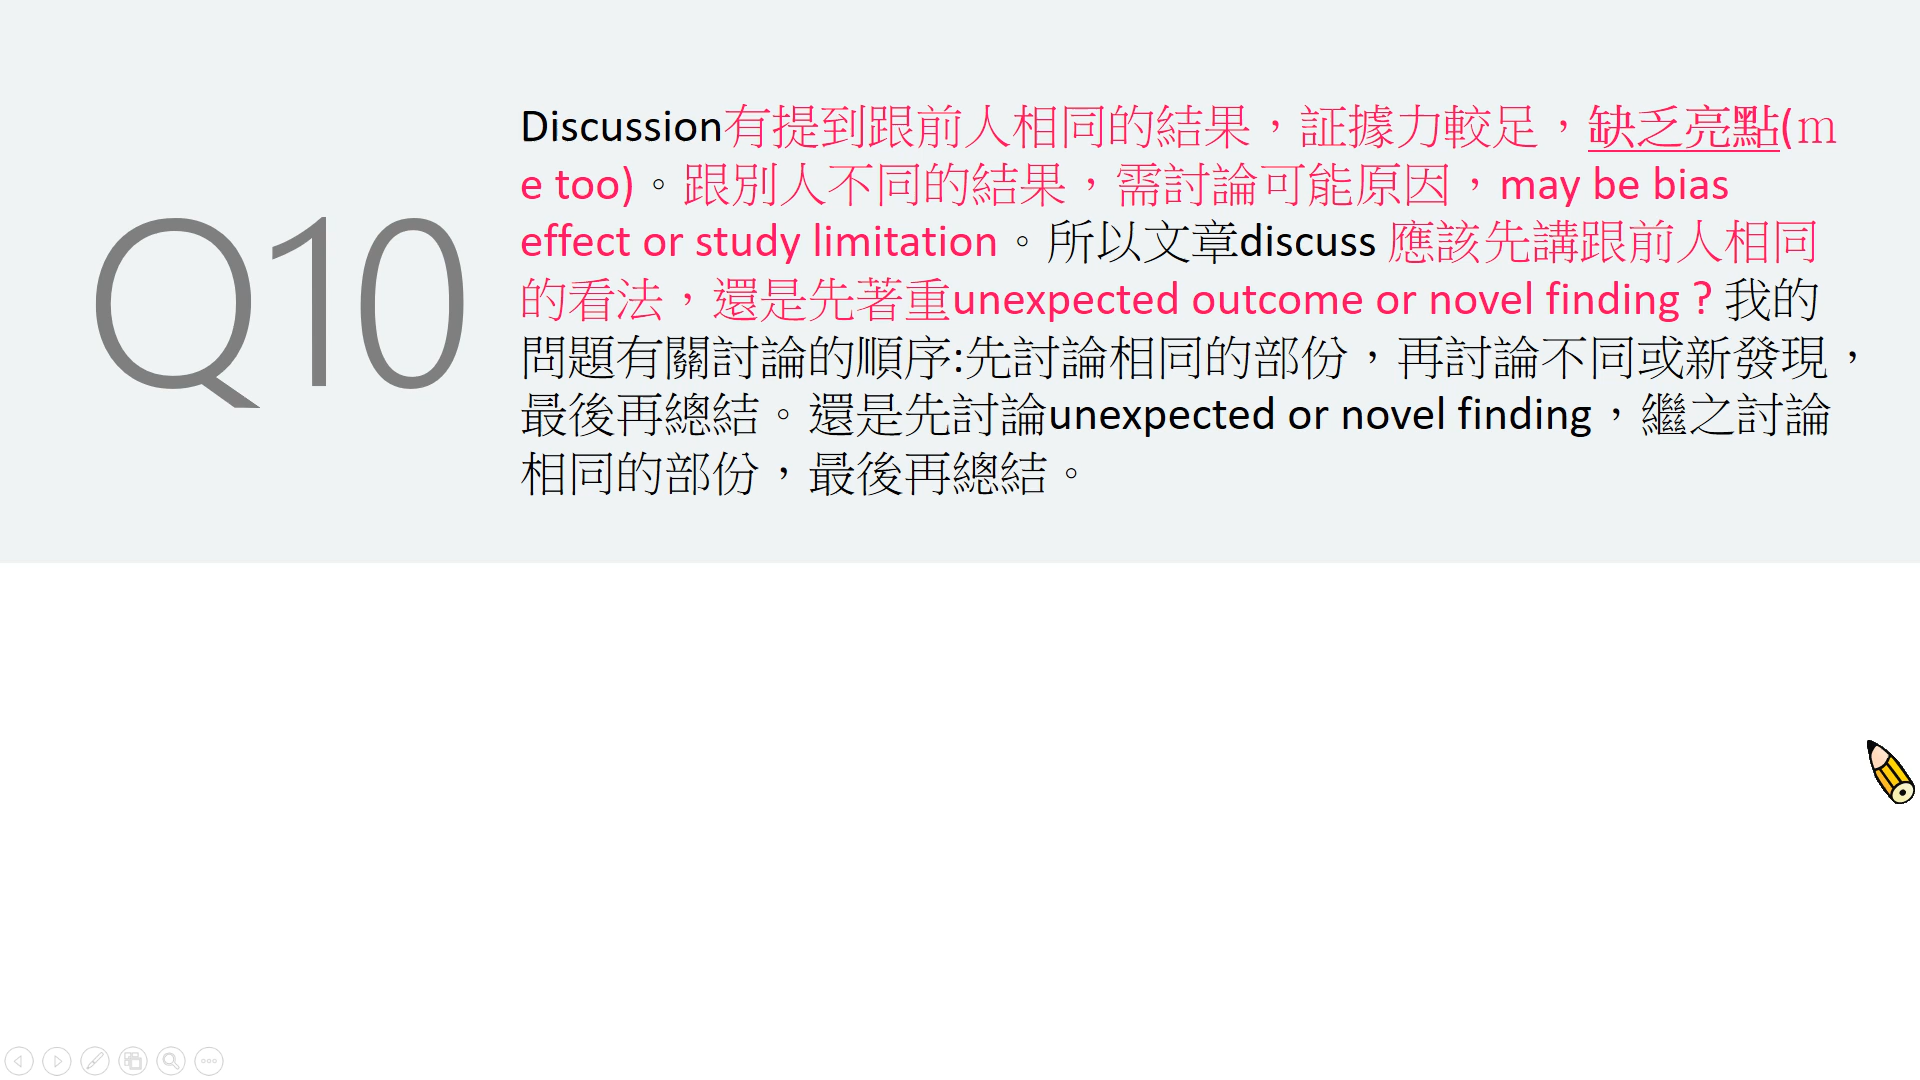 Q10
Discussion有提到跟前人相同的結果，証據力較足，缺乏亮點(m
e too)。跟別人不同的結果，需討論可能原因，may be bias
effect or study limitation。所以文章discuss 應該先講跟前人相同
的看法，還是先著重unexpected outcome or novel finding？我的
問題有關討論的順序:先討論相同的部份，再討論不同或新發現，
最後再總結。還是先討論unexpected or novel finding，繼之討論
相同的部份，最後再總結。